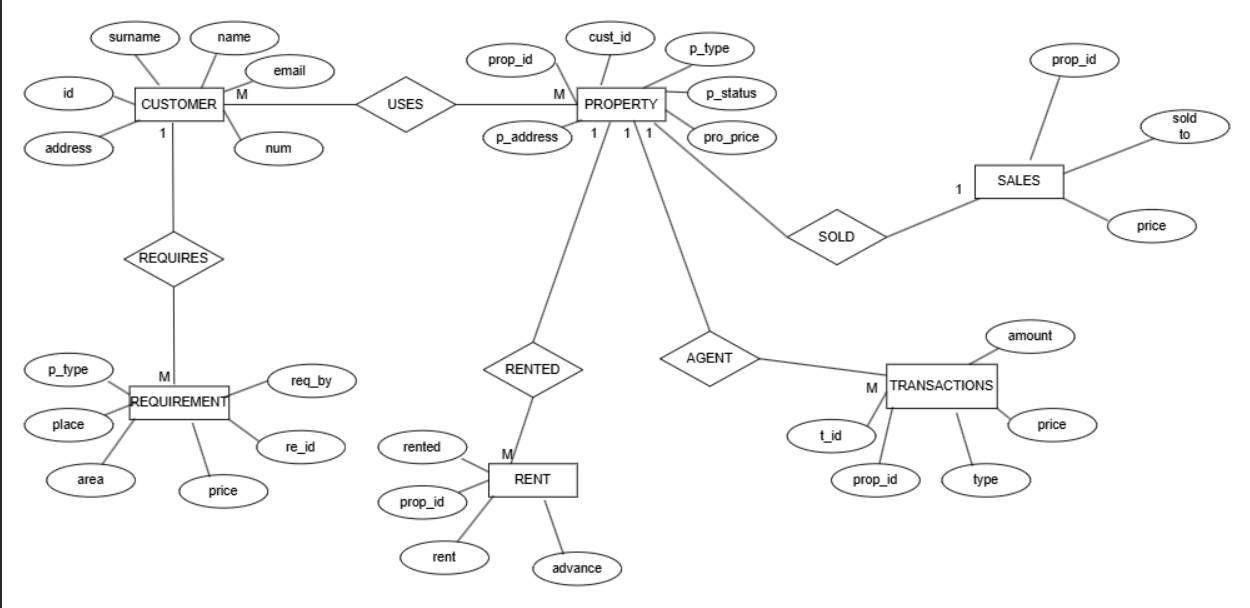 surname
name
cust_id
p_type
prop_id
prop_id
email
id
CUSTOMER
M
USES
M
PROPERTY
p_status
address
1
num
p_address
1
1
1
pro_price
sold
to
SALES
1
price
SOLD
REQUIRES
amount
AGENT
RENTED
p_type
M
req_by
TRANSACTIONS
M
REQUIREMENT
place
price
t_id
re_id
rented
M
area
price
prop_id
RENT
prop_id
type
rent
advance